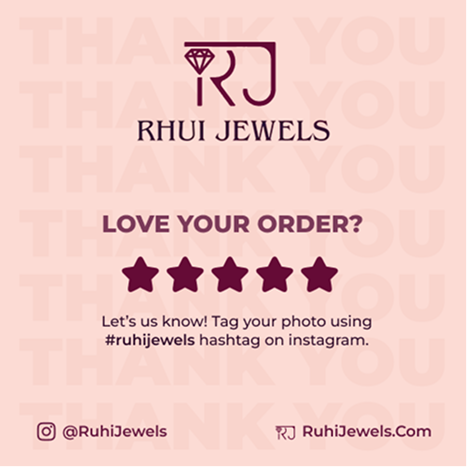 THANK YOU
RJ
RHUI JEWELS
THANK YOU
THANK YOU
THANK YOU
LOVE YOUR ORDER?
THANK YOU
Let's us know! Tag your photo using
#ruhijewels hashtag on instagram.
THANK YOU
THANK YOU
@RuhiJewels
RJ RuhiJewels.Com
THANK YOU